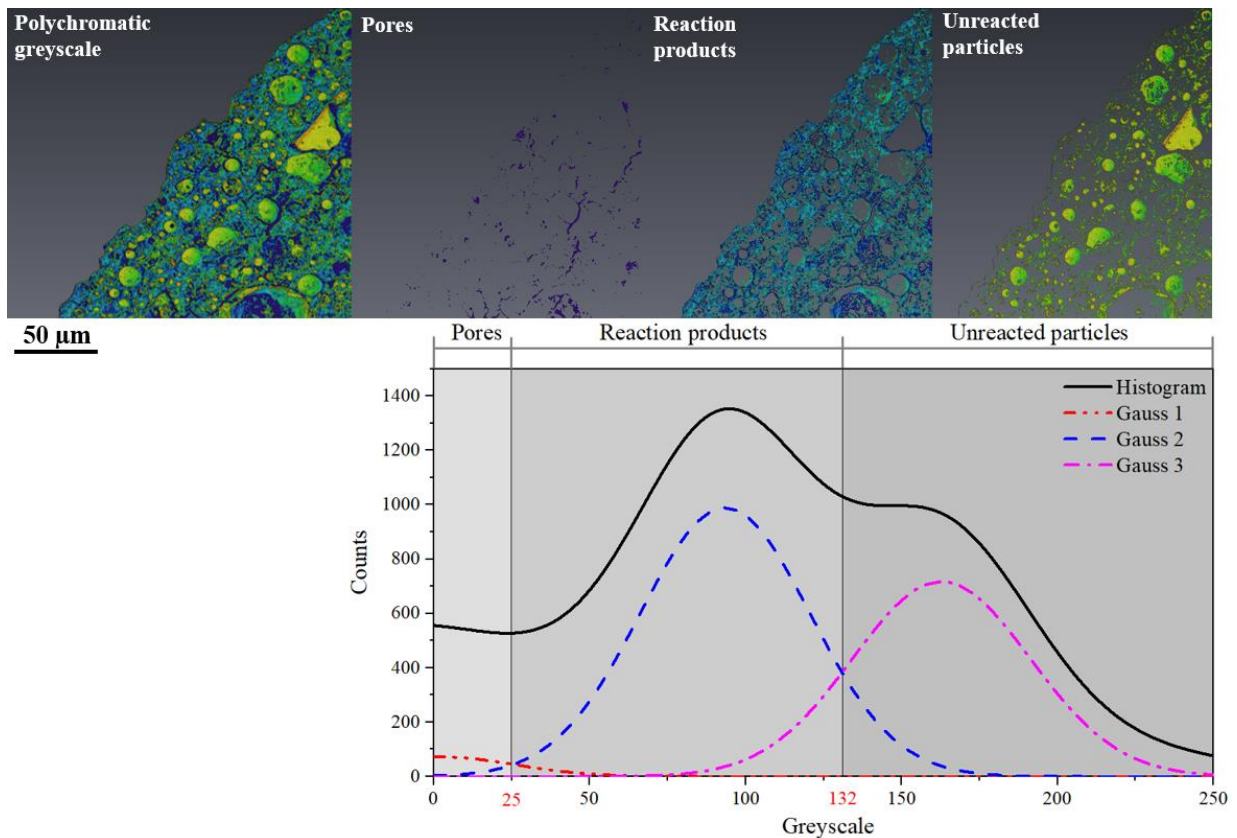 Polychromatic
greyscale
Pores
Reaction
products
Unreacted
particles
50 µm
Pores
Reaction products
Unreacted particles
Histogram
Gauss 1
Gauss 2
Gauss 3
1400
1200
1000
800
600
400
200
0
Counts
0
25
50
100
132
150
200
250
Greyscale